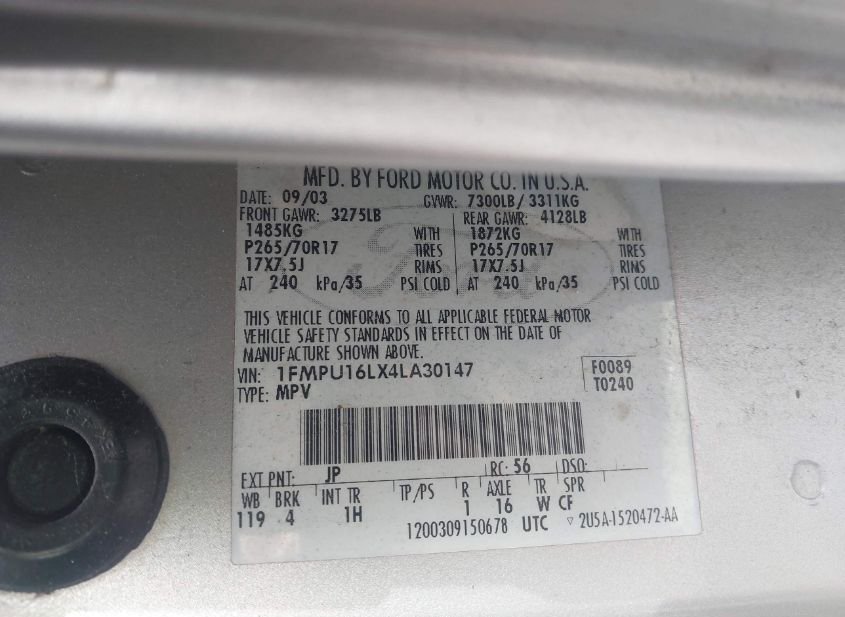 MFD. BY FORD MOTOR CO. IN U.S.A.
DATE: 09/03 GVWR: 7300LB/ 3311KG
FRONT GAWR: 3275LB REAR GAWR: 4128LB
1485KG WITH 1872KG WITH
P265/70R17 TIRES P265/70R17 TIRES
17X7.5J RIMS 17X7.5J RIMS
AT 240 kPa/35 PSI COLD AT 240 kPa/35 PSI COLD
THIS VEHICLE CONFORMS TO ALL APPLICABLE FEDERAL MOTOR
VEHICLE SAFETY STANDARDS IN EFFECT ON THE DATE OF
MANUFACTURE SHOWN ABOVE.
VIN: 1FMPU16LX4LA30147 F0089
TYPE: MPV T0240
EXT PNT: JP RC: 56 DSO:
WB BRK INT TR TP/PS R AXLE TR SPR
119 4 1H 1 16 W CF
1200309150678 UTC ▽ 2U5A-1520472-AA